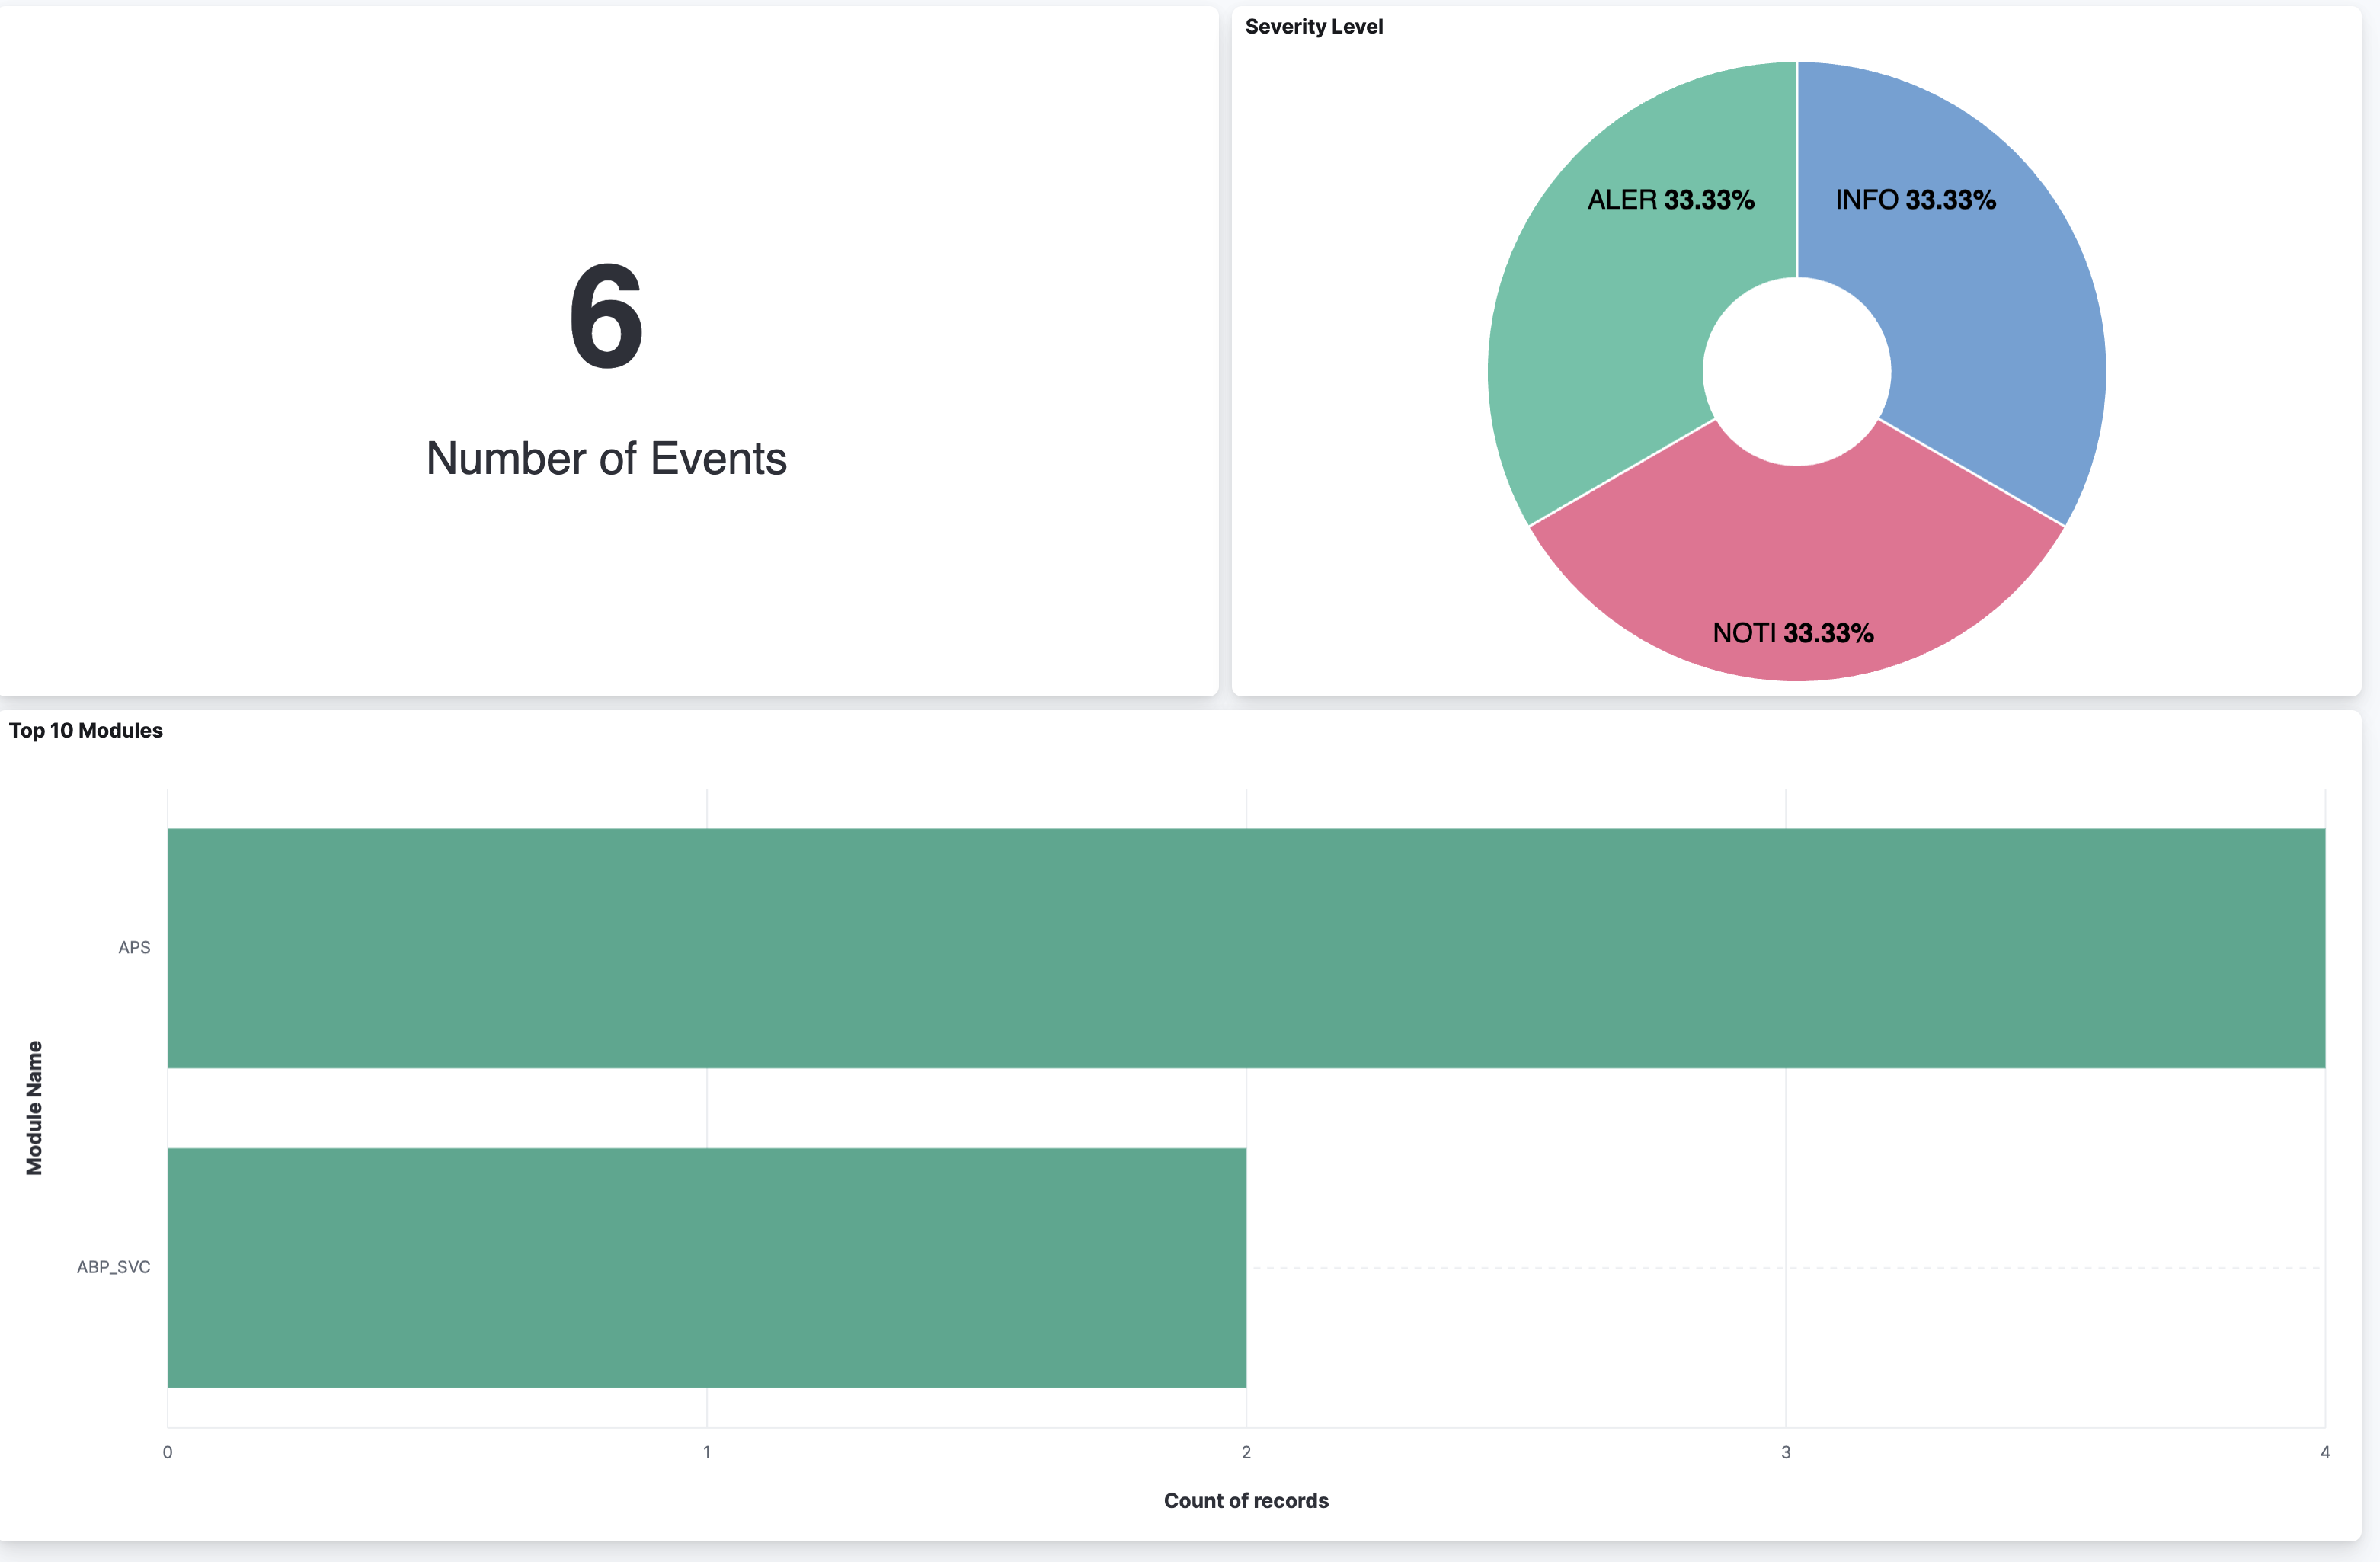 6
Number of Events
Severity Level
ALER 33.33%
INFO 33.33%
NOTI 33.33%
Top 10 Modules
Module Name
APS
ABP_SVC
0 1 2 3 4
Count of records